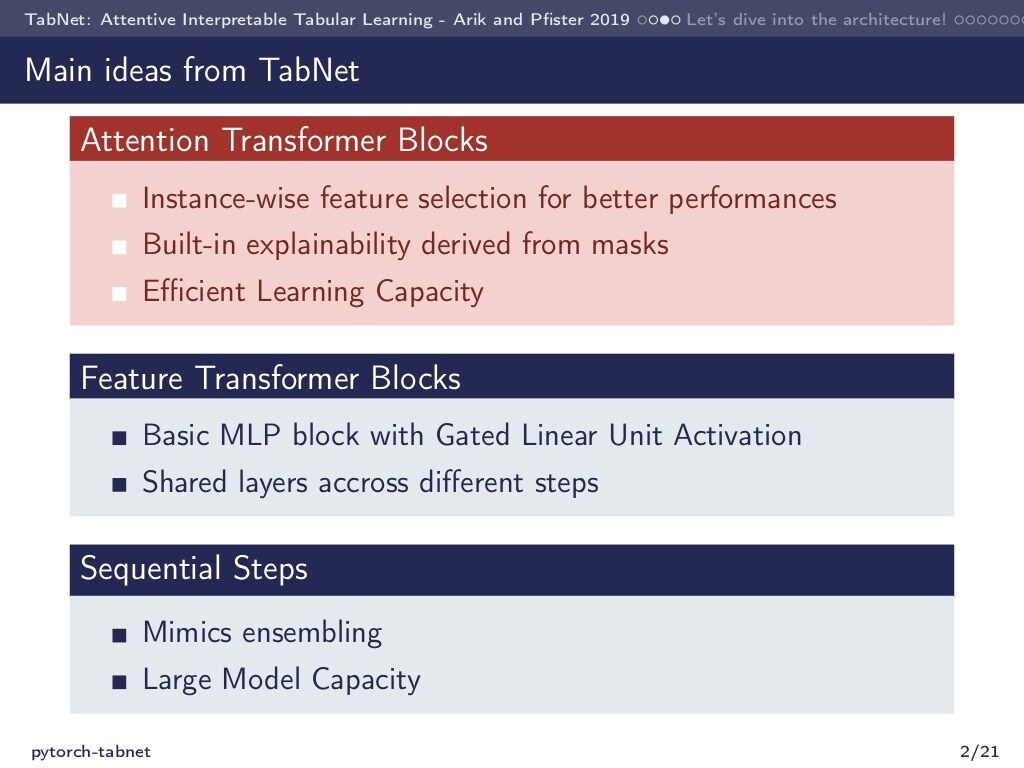 TabNet: Attentive Interpretable Tabular Learning - Arik and Pfister 2019 Let's dive into the architecture!
Main ideas from TabNet
Attention Transformer Blocks
Instance-wise feature selection for better performances
Built-in explainability derived from masks
Efficient Learning Capacity
Feature Transformer Blocks
Basic MLP block with Gated Linear Unit Activation
Shared layers accross different steps
Sequential Steps
Mimics ensembling
Large Model Capacity
pytorch-tabnet 2/21